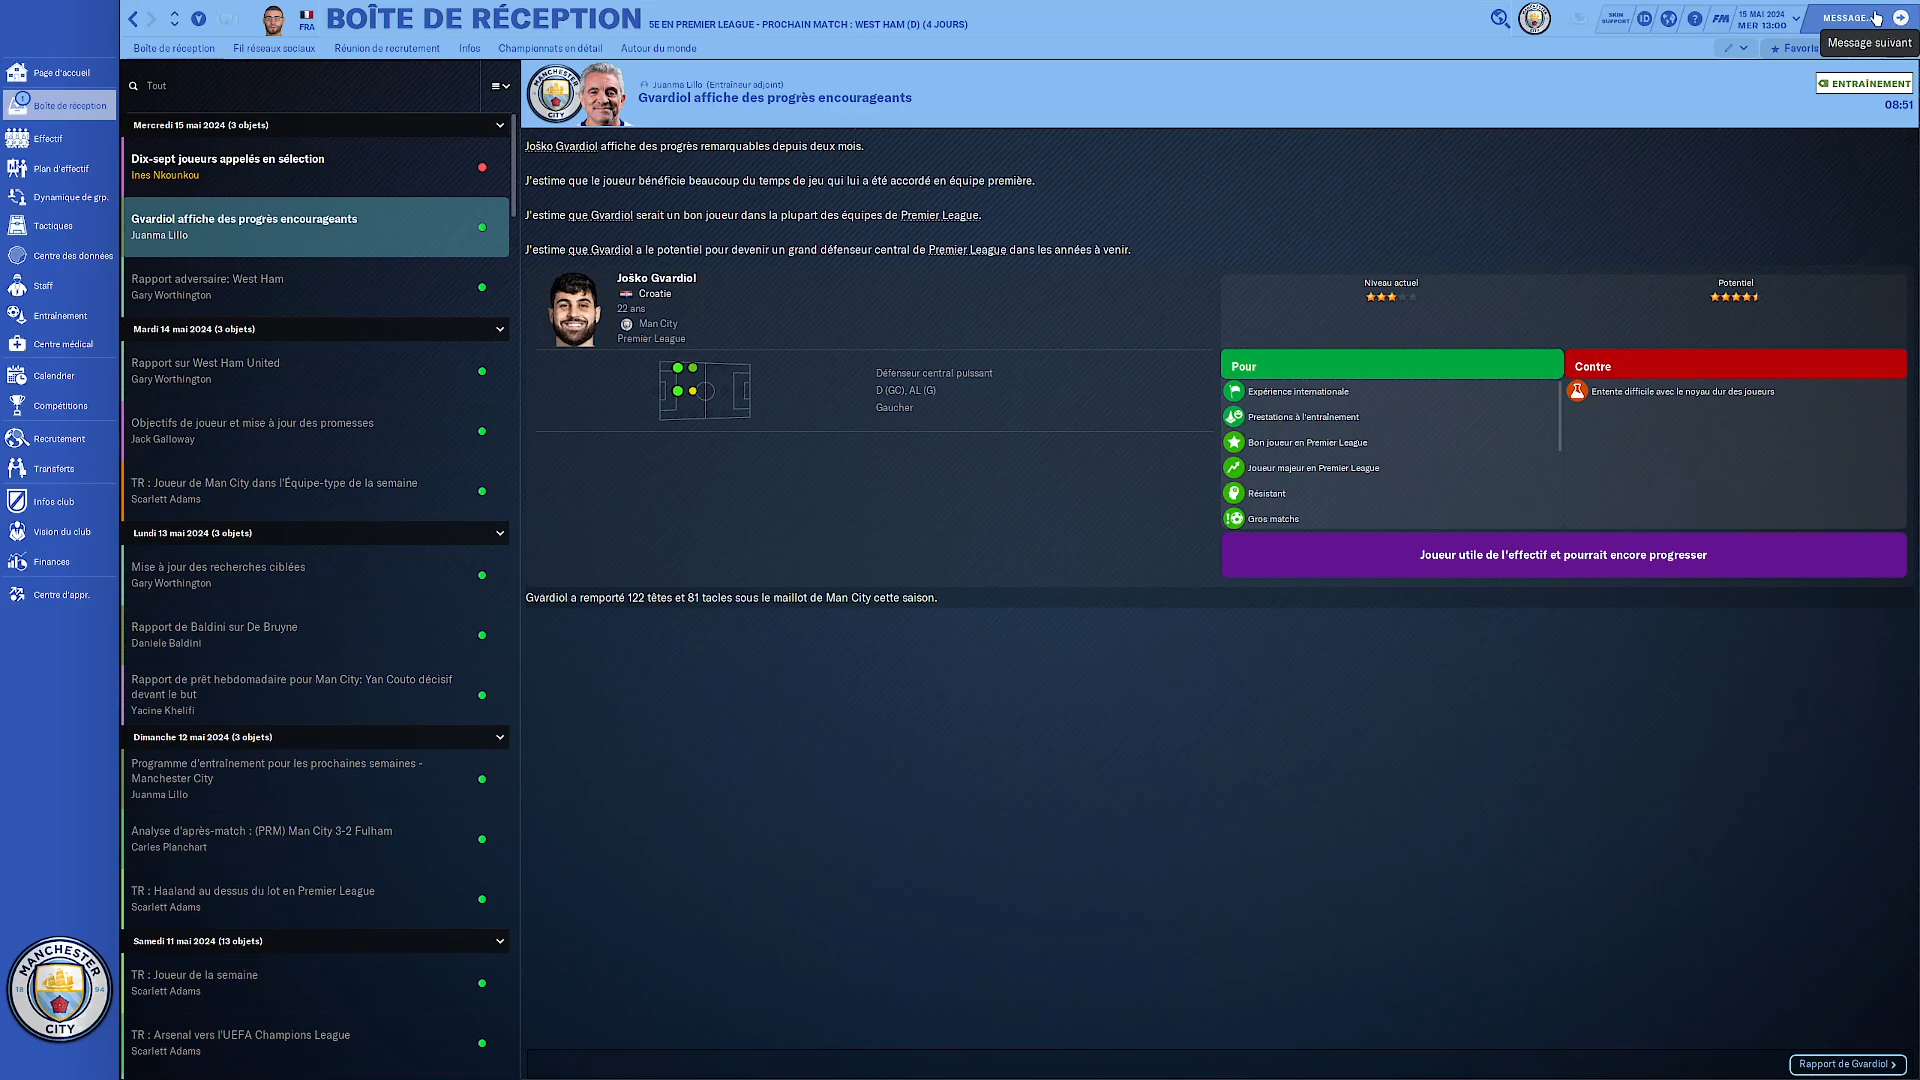 FRA
BOÎTE DE RÉCEPTION
5E EN PREMIER LEAGUE - PROCHAIN MATCH : WEST HAM (D) (4 JOURS)
SKIN SUPPORT
ID
?
FM
15 MAI 2024
MER 13:00
MESSAGE...
Message suivant
Boîte de réception
Fil réseaux sociaux
Réunion de recrutement
Infos
Championnats en détail
Autour du monde
Favoris
Page d'accueil
1
Boîte de réception
Effectif
Plan d'effectif
Dynamique de grp.
Tactiques
Centre des données
Staff
Entraînement
Centre médical
Calendrier
Compétitions
Recrutement
Transferts
Infos club
Vision du club
Finances
Centre d'appr.
MANCHESTER
18 94
CITY
Tout
Mercredi 15 mai 2024 (3 objets)
Dix-sept joueurs appelés en sélection
Ines Nkounkou
Gvardiol affiche des progrès encourageants
Juanma Lillo
Rapport adversaire: West Ham
Gary Worthington
Mardi 14 mai 2024 (3 objets)
Rapport sur West Ham United
Gary Worthington
Objectifs de joueur et mise à jour des promesses
Jack Galloway
TR : Joueur de Man City dans l'Équipe-type de la semaine
Scarlett Adams
Lundi 13 mai 2024 (3 objets)
Mise à jour des recherches ciblées
Gary Worthington
Rapport de Baldini sur De Bruyne
Daniele Baldini
Rapport de prêt hebdomadaire pour Man City: Yan Couto décisif
devant le but
Yacine Khelifi
Dimanche 12 mai 2024 (3 objets)
Programme d'entraînement pour les prochaines semaines -
Manchester City
Juanma Lillo
Analyse d'après-match : (PRM) Man City 3-2 Fulham
Carles Planchart
TR : Haaland au dessus du lot en Premier League
Scarlett Adams
Samedi 11 mai 2024 (13 objets)
TR : Joueur de la semaine
Scarlett Adams
TR : Arsenal vers l'UEFA Champions League
Scarlett Adams
MANCHESTER
CITY
Juanma Lillo (Entraîneur adjoint)
Gvardiol affiche des progrès encourageants
ENTRAÎNEMENT
08:51
Joško Gvardiol affiche des progrès remarquables depuis deux mois.
J'estime que le joueur bénéficie beaucoup du temps de jeu qui lui a été accordé en équipe première.
J'estime que Gvardiol serait un bon joueur dans la plupart des équipes de Premier League.
J'estime que Gvardiol a le potentiel pour devenir un grand défenseur central de Premier League dans les années à venir.
Joško Gvardiol
Croatie
22 ans
Man City
Premier League
Défenseur central puissant
D (GC), AL (G)
Gaucher
Niveau actuel
Potentiel
Pour
Contre
Expérience internationale
Prestations à l'entraînement
Bon joueur en Premier League
Joueur majeur en Premier League
Résistant
Gros matchs
Entente difficile avec le noyau dur des joueurs
Joueur utile de l'effectif et pourrait encore progresser
Gvardiol a remporté 122 têtes et 81 tacles sous le maillot de Man City cette saison.
Rapport de Gvardiol